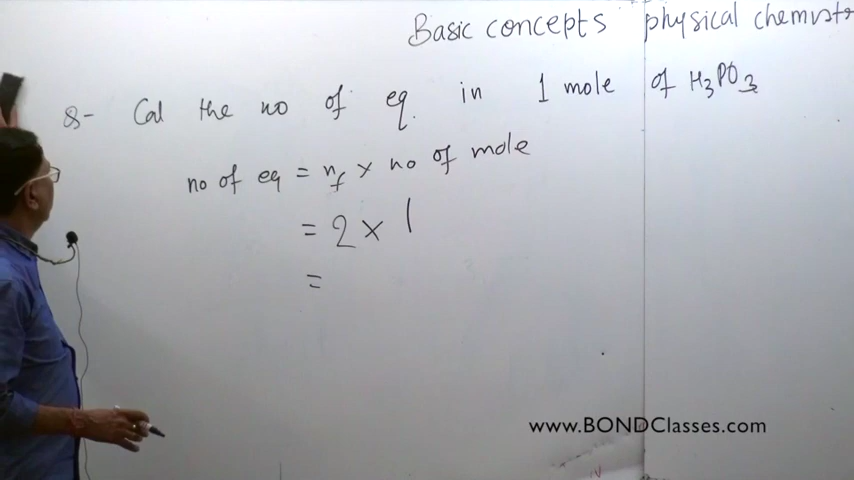 Basic concepts physical chemistr
Q- Cal the no of eq. in 1 mole of H₃PO₃
no of eq = nf × no of mole
= 2 × 1
=
www.BONDClasses.com